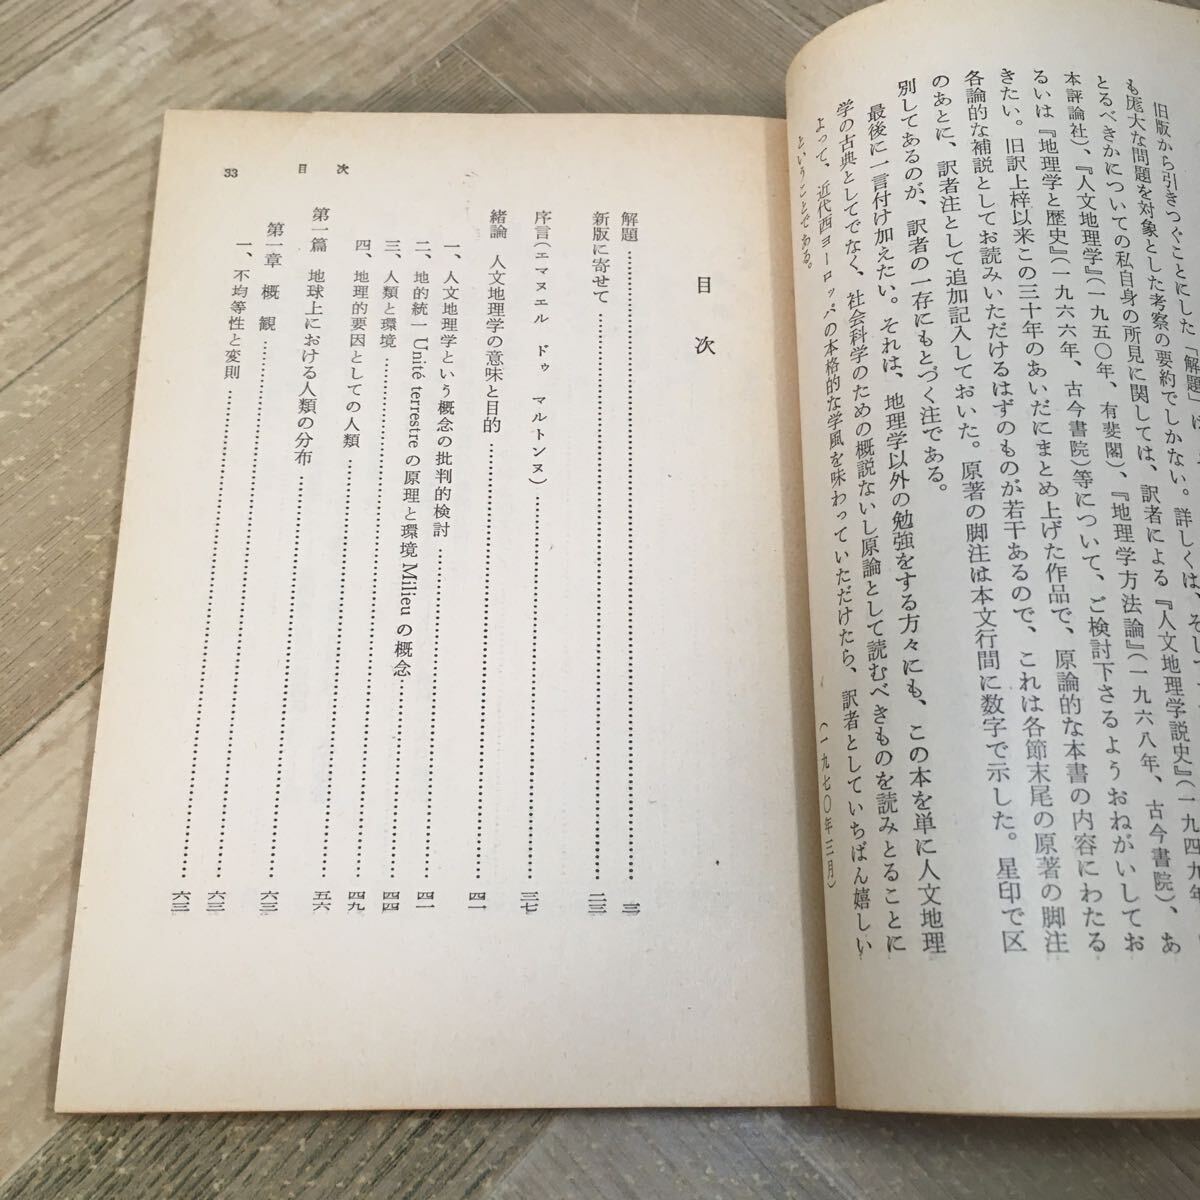 旧版から引きつぐことにした「解題」は、
も厖大な問題を対象とした考察の要約でしかない。詳しくは、そし
とるべきかについての私自身の所見に関しては、訳者による『人文地理学説史』(一九四九年、
本評論社)、『人文地理学』(一九五〇年、有斐閣)、『地理学方法論』(一九六八年、古今書院)、あ
るいは『地理学と歴史』(一九六六年、古今書院)等について、ご検討下さるようおねがいしてお
きたい。旧訳上梓以来この三十年のあいだにまとめ上げた作品で、原論的な本書の内容にわたる
各論的な補説としてお読みいただけるはずのものが若干あるので、これは各節末尾の原著の脚注
のあとに、訳者注として追加記入しておいた。原著の脚注は本文行間に数字で示した。星印で区
別してあるのが、訳者の一存にもとづく注である。
最後に一言付け加えたい。それは、地理学以外の勉強をする方々にも、この本を単に人文地理
学の古典としてでなく、社会科学のための概説ないし原論として読むべきものを読みとることに
よって、近代西ヨーロッパの本格的な学風を味わっていただけたら、訳者としていちばん嬉しい
ということである。
(一九七〇年三月)
目次
解題……三
新版に寄せて……二三
序言(エマヌエル ドゥ マルトンヌ)……三七
緒論 人文地理学の意味と目的……四一
一、人文地理学という概念の批判的検討……四一
二、地的統一 Unité terrestre の原理と環境 Milieu の概念……四四
三、人類と環境……四四
四、地理的要因としての人類……四九
第一篇 地球上における人類の分布……五六
第一章 概観……六三
一、不均等性と変則……六三
六三
目次
33